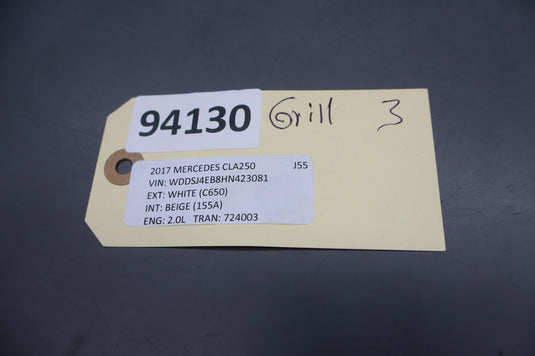 94130 Grill 3
2017 MERCEDES CLA250 J55
VIN: WDDSJ4EB8HN423081
EXT: WHITE (C650)
INT: BEIGE (155A)
ENG: 2.0L TRAN: 724003